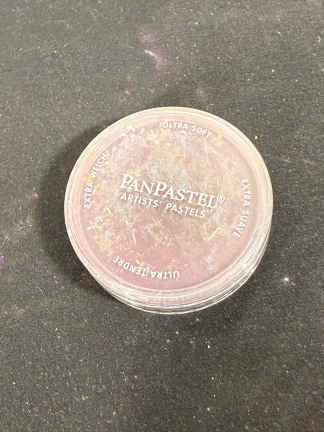 ULTRA SOFT
EXTRA WEICH
PANPASTEL®
ARTISTS' PASTELS
EXTRA SUAVE
ULTRA TENDRE